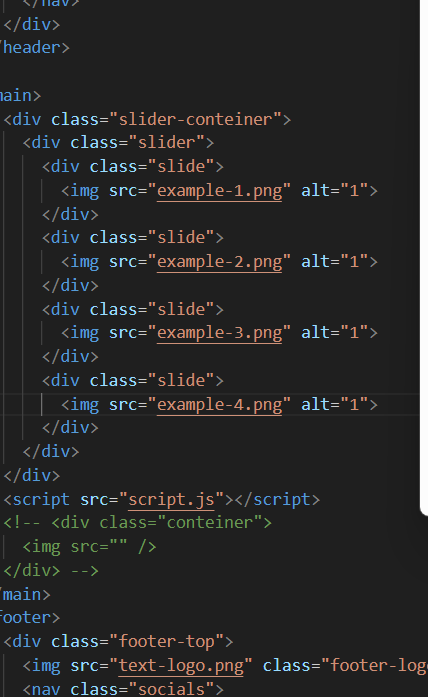 </nav>
</div>
/header>
main>
<div class="slider-conteiner">
<div class="slider">
<div class="slide">
<img src="example-1.png" alt="1">
</div>
<div class="slide">
<img src="example-2.png" alt="1">
</div>
<div class="slide">
<img src="example-3.png" alt="1">
</div>
<div class="slide">
<img src="example-4.png" alt="1">
</div>
</div>
</div>
<script src="script.js"></script>
<!-- <div class="conteiner">
<img src="" />
</div> -->
/main>
footer>
<div class="footer-top">
<img src="text-logo.png" class="footer-logo
<nav class="socials">